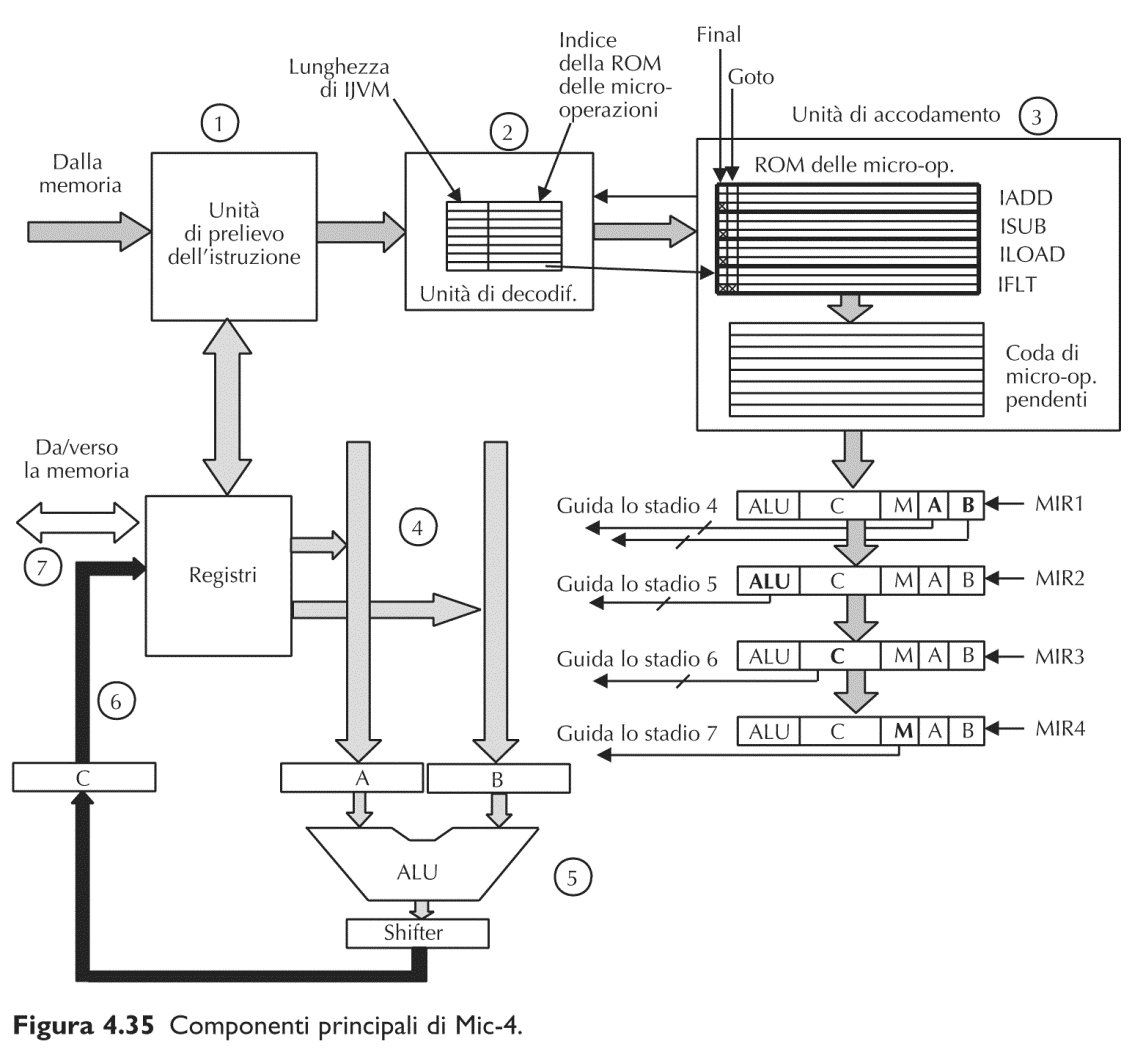 Final
Indice
della ROM
delle micro-
operazioni
Lunghezza
di IJVM
Goto
1
2
Unità di accodamento
3
Dalla
memoria
ROM delle micro-op.
Unità
di prelievo
dell'istruzione
IADD
ISUB
ILOAD
IFLT
Unità di decodif.
Coda di
micro-op.
pendenti
Da/verso
la memoria
Guida lo stadio 4
ALU C M A B
MIR1
4
7
Registri
Guida lo stadio 5
ALU C M A B
MIR2
Guida lo stadio 6
ALU C M A B
MIR3
6
Guida lo stadio 7
ALU C M A B
MIR4
C
A
B
ALU
5
Shifter
Figura 4.35 Componenti principali di Mic-4.